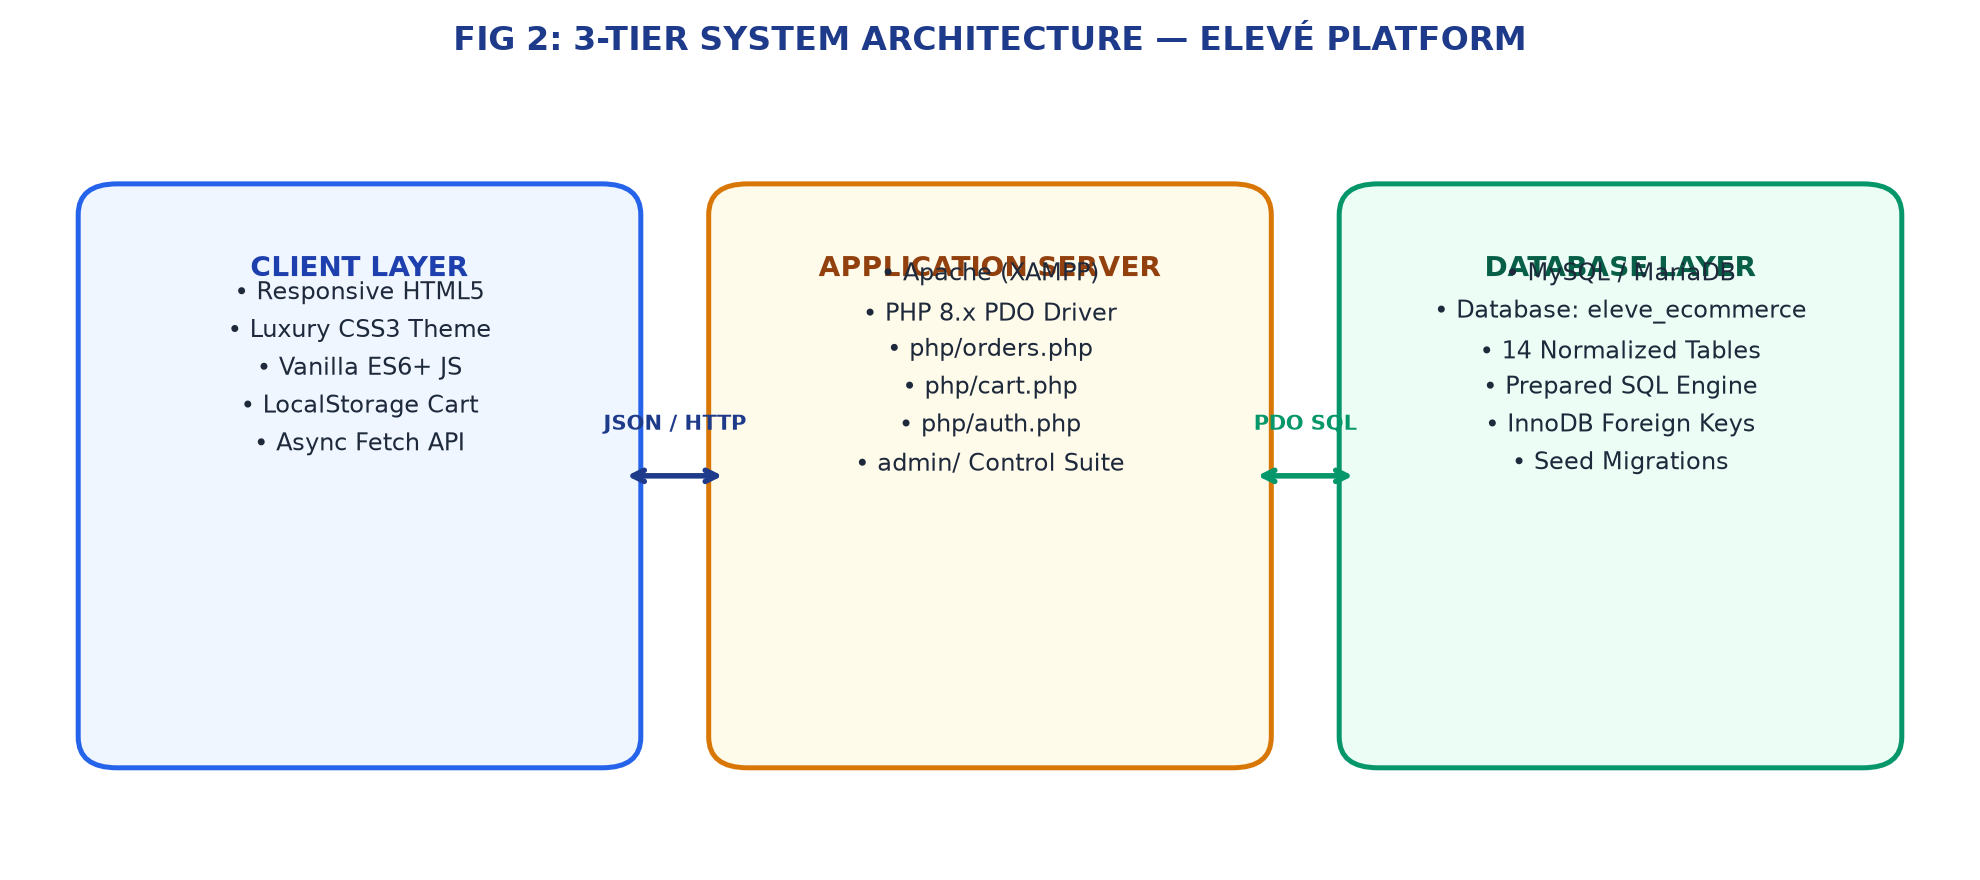 FIG 2: 3-TIER SYSTEM ARCHITECTURE — ELEVÉ PLATFORM
CLIENT LAYER
• Responsive HTML5
• Luxury CSS3 Theme
• Vanilla ES6+ JS
• LocalStorage Cart
• Async Fetch API
JSON / HTTP
APPLICATION SERVER
• Apache (XAMPP)
• PHP 8.x PDO Driver
• php/orders.php
• php/cart.php
• php/auth.php
• admin/ Control Suite
PDO SQL
DATABASE LAYER
• MySQL / MariaDB
• Database: eleve_ecommerce
• 14 Normalized Tables
• Prepared SQL Engine
• InnoDB Foreign Keys
• Seed Migrations